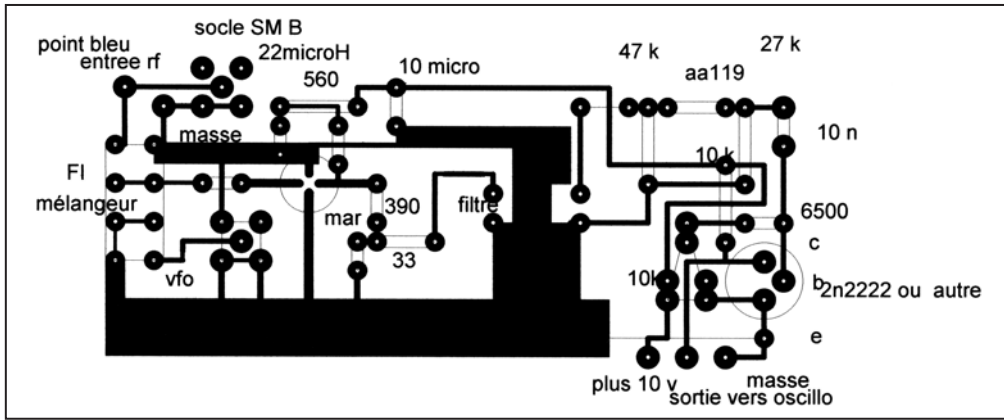 socle SM B
point bleu
entree rf
22microH
560
10 micro
47 k
27 k
aa119
masse
10 n
FI
10 k
mélangeur
mar
390
filtre
6500
33
c
vfo
10k
b
2n2222 ou autre
e
plus 10 v
masse
sortie vers oscillo